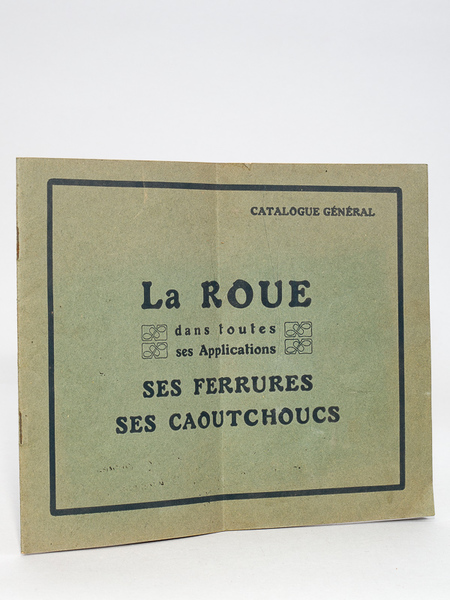 CATALOGUE GÉNÉRAL
La ROUE
dans toutes
ses Applications
SES FERRURES
SES CAOUTCHOUCS